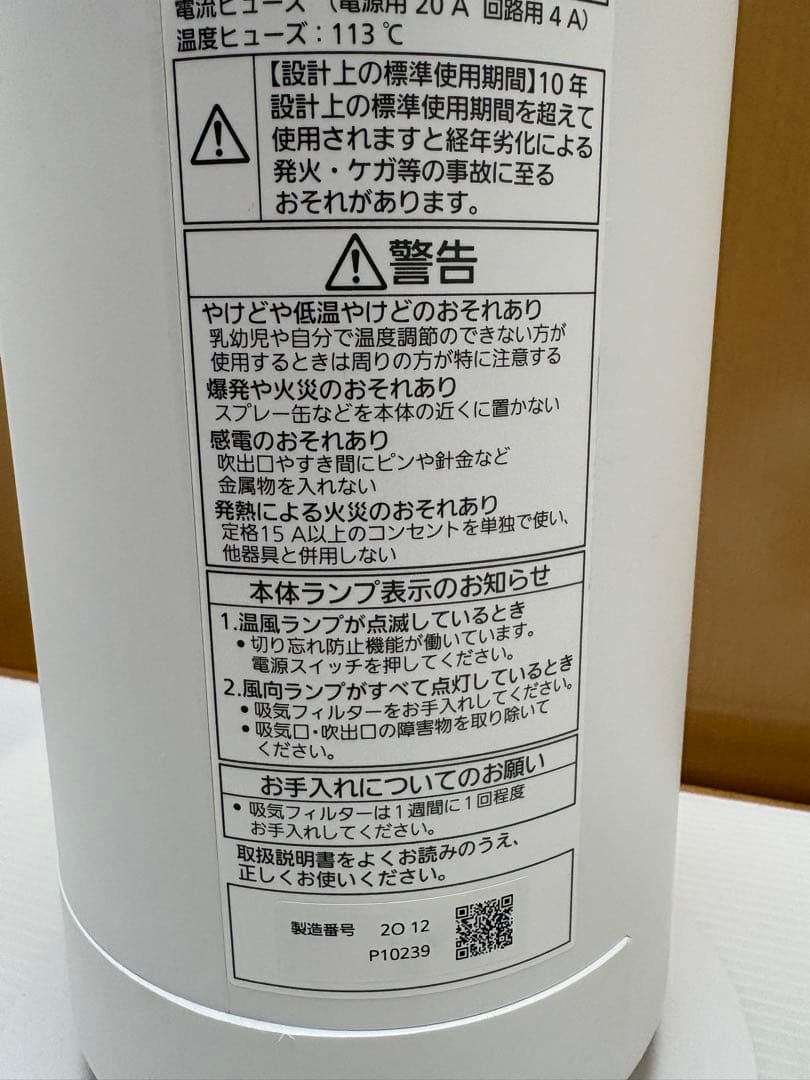 電流ヒューズ (電源用 20 A 回路用 4 A)
温度ヒューズ：113 ℃
【設計上の標準使用期間】10 年
設計上の標準使用期間を超えて
使用されますと経年劣化による
発火・ケガ等の事故に至る
おそれがあります。
警告
やけどや低温やけどのおそれあり
乳幼児や自分で温度調節のできない方が
使用するときは周りの方が特に注意する
爆発や火災のおそれあり
スプレー缶などを本体の近くに置かない
感電のおそれあり
吹出口やすき間にピンや針金など
金属物を入れない
発熱による火災のおそれあり
定格15 A以上のコンセントを単独で使い、
他器具と併用しない
本体ランプ表示のお知らせ
1.温風ランプが点滅しているとき
• 切り忘れ防止機能が働いています。
電源スイッチを押してください。
2.風向ランプがすべて点灯しているとき
• 吸気フィルターをお手入れしてください。
• 吸気口・吹出口の障害物を取り除いて
ください。
お手入れについてのお願い
• 吸気フィルターは1週間に1回程度
お手入れしてください。
取扱説明書をよくお読みのうえ、
正しくお使いください。
製造番号 2O 12
P10239